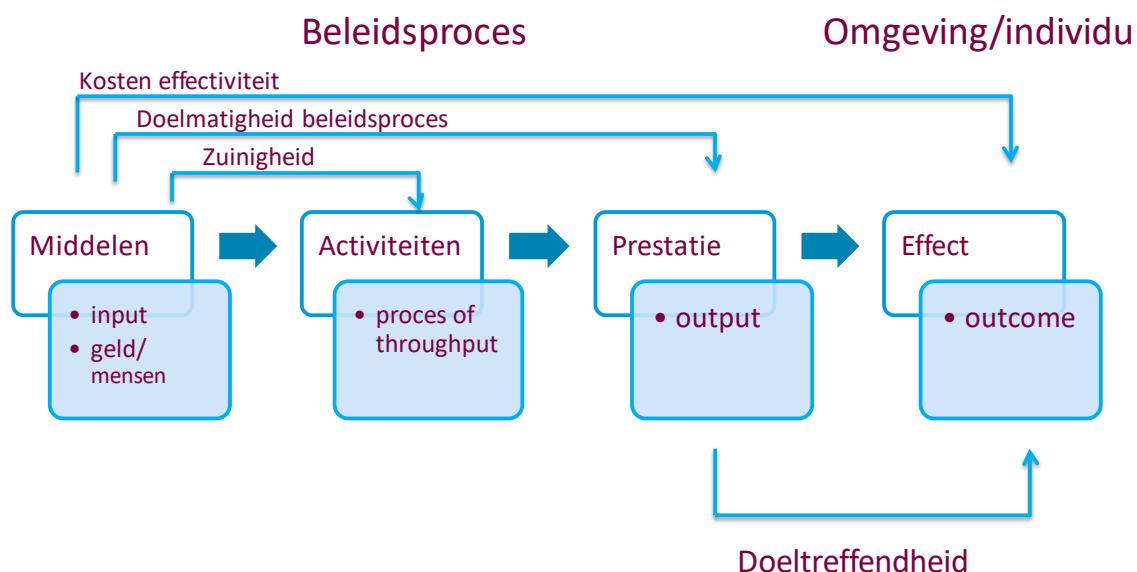 Beleidsproces
Omgeving/individu
Kosten effectiviteit
Doelmatigheid beleidsproces
Zuinigheid
Middelen
• input
• geld/
mensen
Activiteiten
• proces of
throughput
Prestatie
• output
Effect
• outcome
Doeltreffendheid